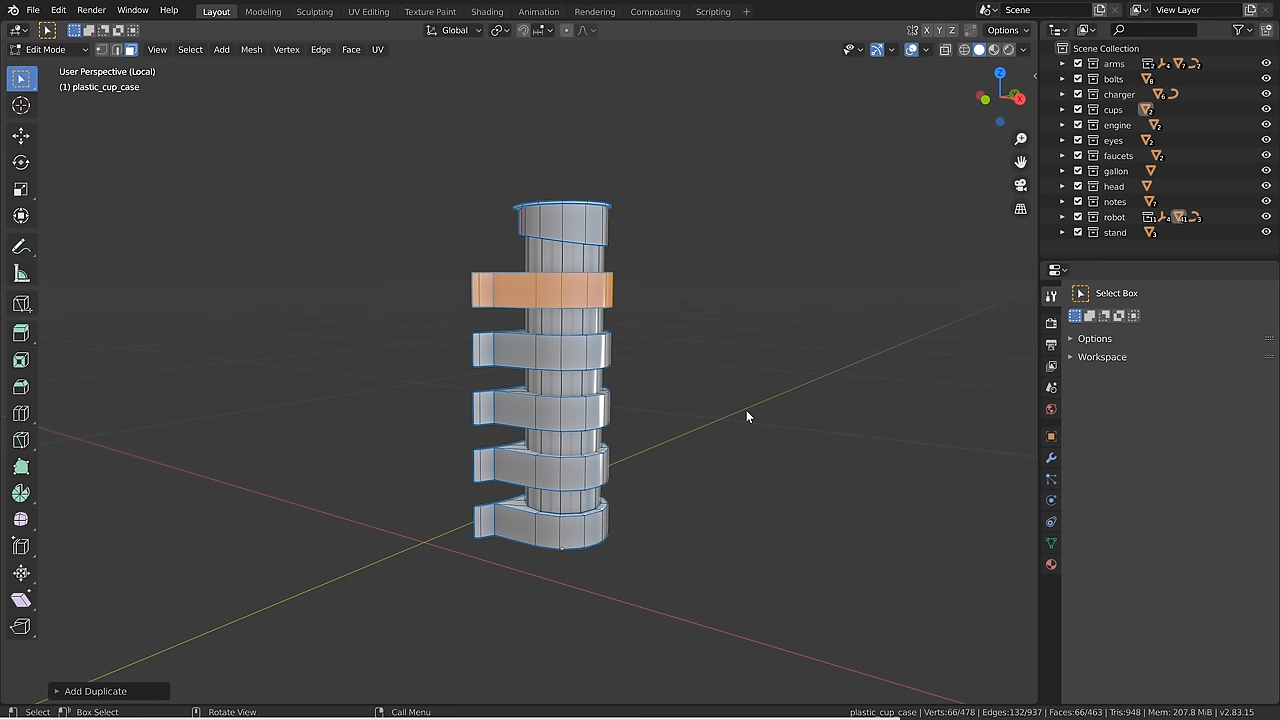 File Edit Render Window Help Layout Modeling Sculpting UV Editing Texture Paint Shading Animation Rendering Compositing Scripting + Scene View Layer
Global X Y Z Options
Edit Mode View Select Add Mesh Vertex Edge Face UV
User Perspective (Local)
(1) plastic_cup_case
Z
Y
X
Scene Collection
arms
bolts
charger
cups
engine
eyes
faucets
gallon
head
notes
robot
stand
Select Box
Options
Workspace
Add Duplicate
Select Box Select Rotate View Call Menu plastic_cup_case | Verts:66/478 | Edges:132/937 | Faces:66/463 | Tris:948 | Mem: 207.8 MiB | v2.83.15